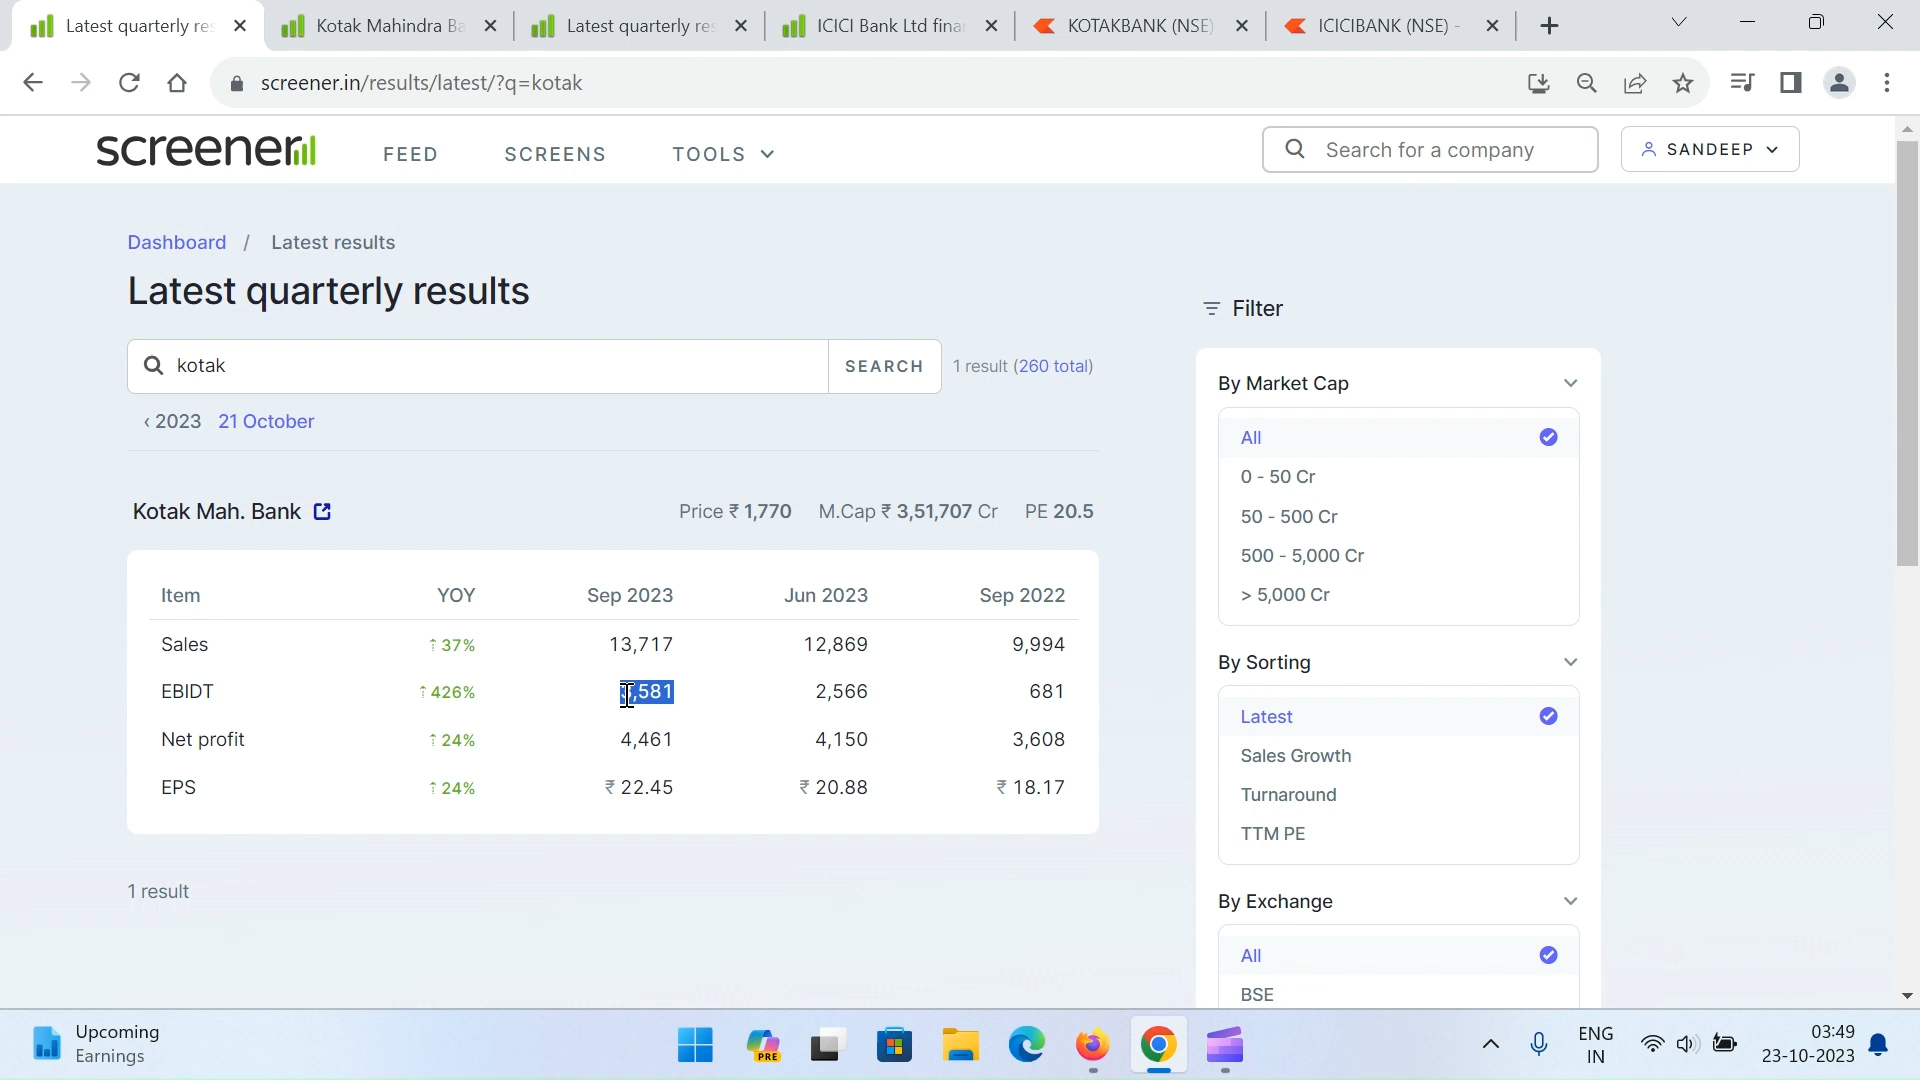 Latest quarterly re
Kotak Mahindra Ba
Latest quarterly re
ICICI Bank Ltd finan
KOTAKBANK (NSE)
ICICIBANK (NSE) -
screener.in/results/latest/?q=kotak
screener
FEED
SCREENS
TOOLS
Search for a company
SANDEEP
Dashboard / Latest results
Latest quarterly results
kotak
SEARCH
1 result (260 total)
‹ 2023 21 October
Kotak Mah. Bank
Price ₹ 1,770 M.Cap ₹ 3,51,707 Cr PE 20.5
Item YOY Sep 2023 Jun 2023 Sep 2022
Sales ⇡ 37% 13,717 12,869 9,994
EBIDT ⇡ 426% 3,581 2,566 681
Net profit ⇡ 24% 4,461 4,150 3,608
EPS ⇡ 24% ₹ 22.45 ₹ 20.88 ₹ 18.17
1 result
Filter
By Market Cap
All
0 - 50 Cr
50 - 500 Cr
500 - 5,000 Cr
> 5,000 Cr
By Sorting
Latest
Sales Growth
Turnaround
TTM PE
By Exchange
All
BSE
Upcoming
Earnings
PRE
ENG
IN
03:49
23-10-2023